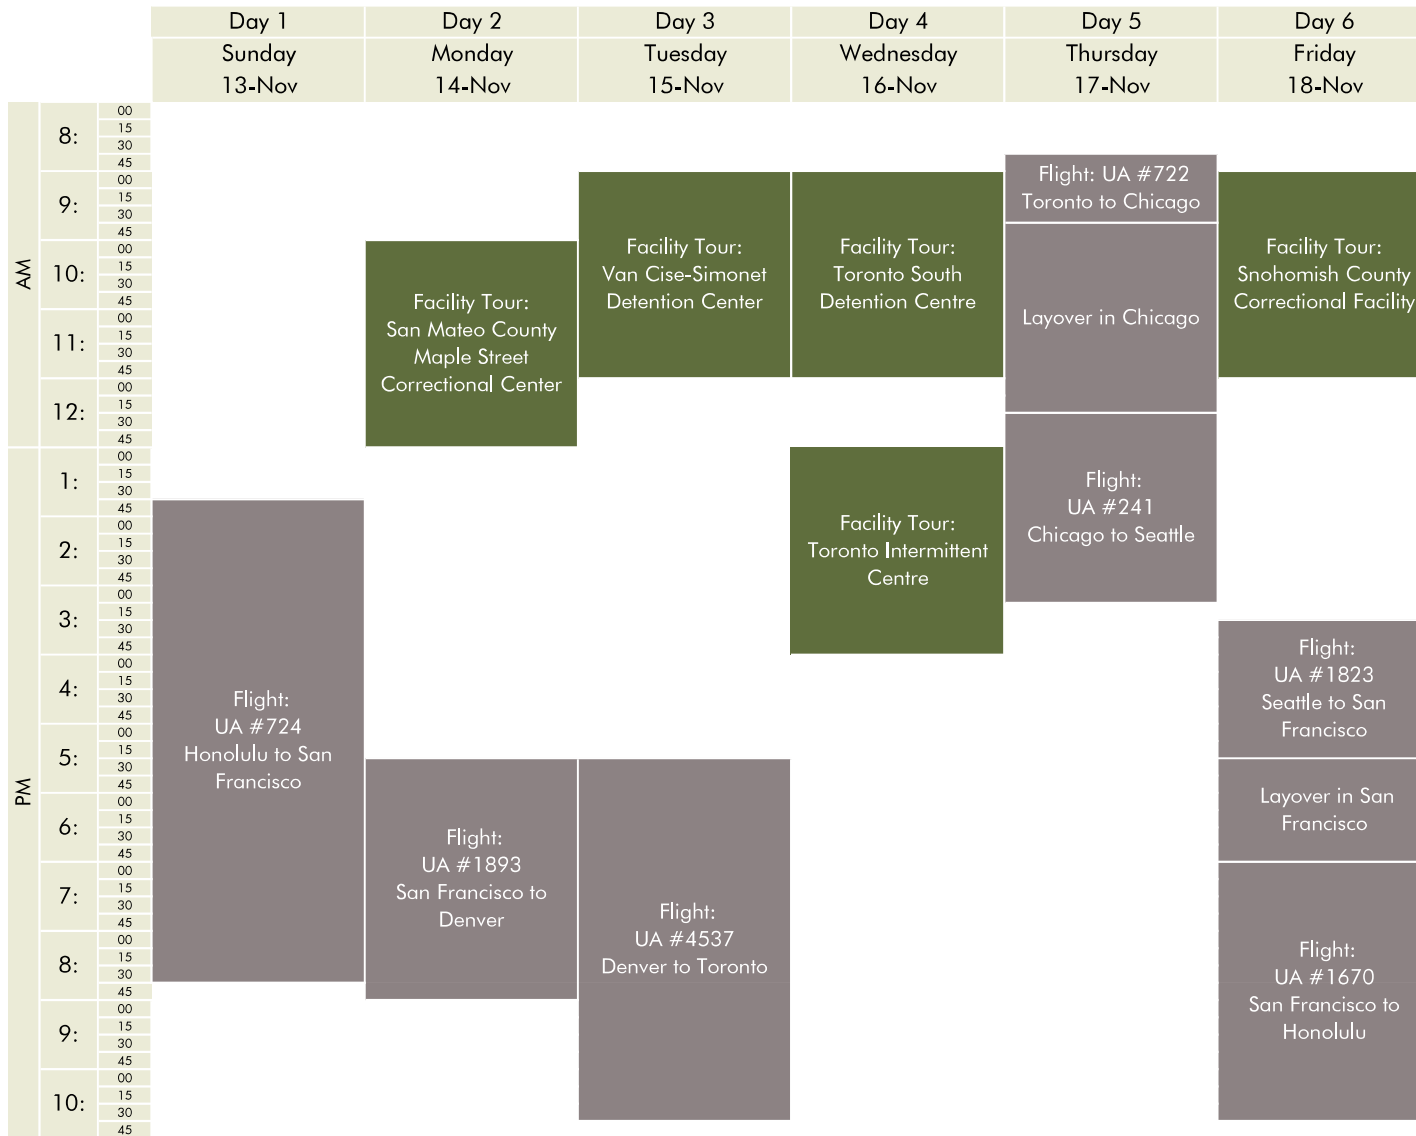 Day 1
Day 2
Day 3
Day 4
Day 5
Day 6
Sunday
13-Nov
Monday
14-Nov
Tuesday
15-Nov
Wednesday
16-Nov
Thursday
17-Nov
Friday
18-Nov
AM
8:
00
15
30
45
9:
00
15
30
45
10:
00
15
30
45
11:
00
15
30
45
12:
00
15
30
45
PM
1:
00
15
30
45
2:
00
15
30
45
3:
00
15
30
45
4:
00
15
30
45
5:
00
15
30
45
6:
00
15
30
45
7:
00
15
30
45
8:
00
15
30
45
9:
00
15
30
45
10:
00
15
30
45
Flight:
UA #724
Honolulu to San
Francisco
Facility Tour:
San Mateo County
Maple Street
Correctional Center
Flight:
UA #1893
San Francisco to
Denver
Facility Tour:
Van Cise-Simonet
Detention Center
Flight:
UA #4537
Denver to Toronto
Facility Tour:
Toronto South
Detention Centre
Facility Tour:
Toronto Intermittent
Centre
Flight: UA #722
Toronto to Chicago
Layover in Chicago
Flight:
UA #241
Chicago to Seattle
Facility Tour:
Snohomish County
Correctional Facility
Flight:
UA #1823
Seattle to San
Francisco
Layover in San
Francisco
Flight:
UA #1670
San Francisco to
Honolulu